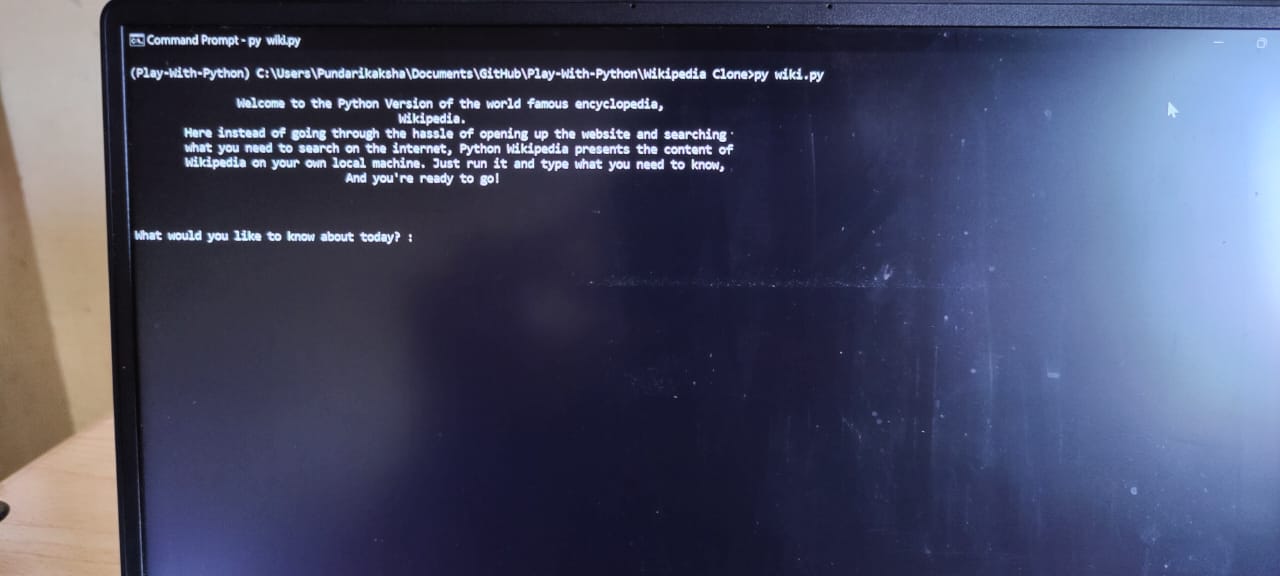 Command Prompt - py wiki.py
(Play-With-Python) C:\Users\Pundarikaksha\Documents\GitHub\Play-With-Python\Wikipedia Clone>py wiki.py
Welcome to the Python Version of the world famous encyclopedia,
Wikipedia.
Here instead of going through the hassle of opening up the website and searching
what you need to search on the internet, Python Wikipedia presents the content of
Wikipedia on your own local machine. Just run it and type what you need to know,
And you're ready to go!
What would you like to know about today? :